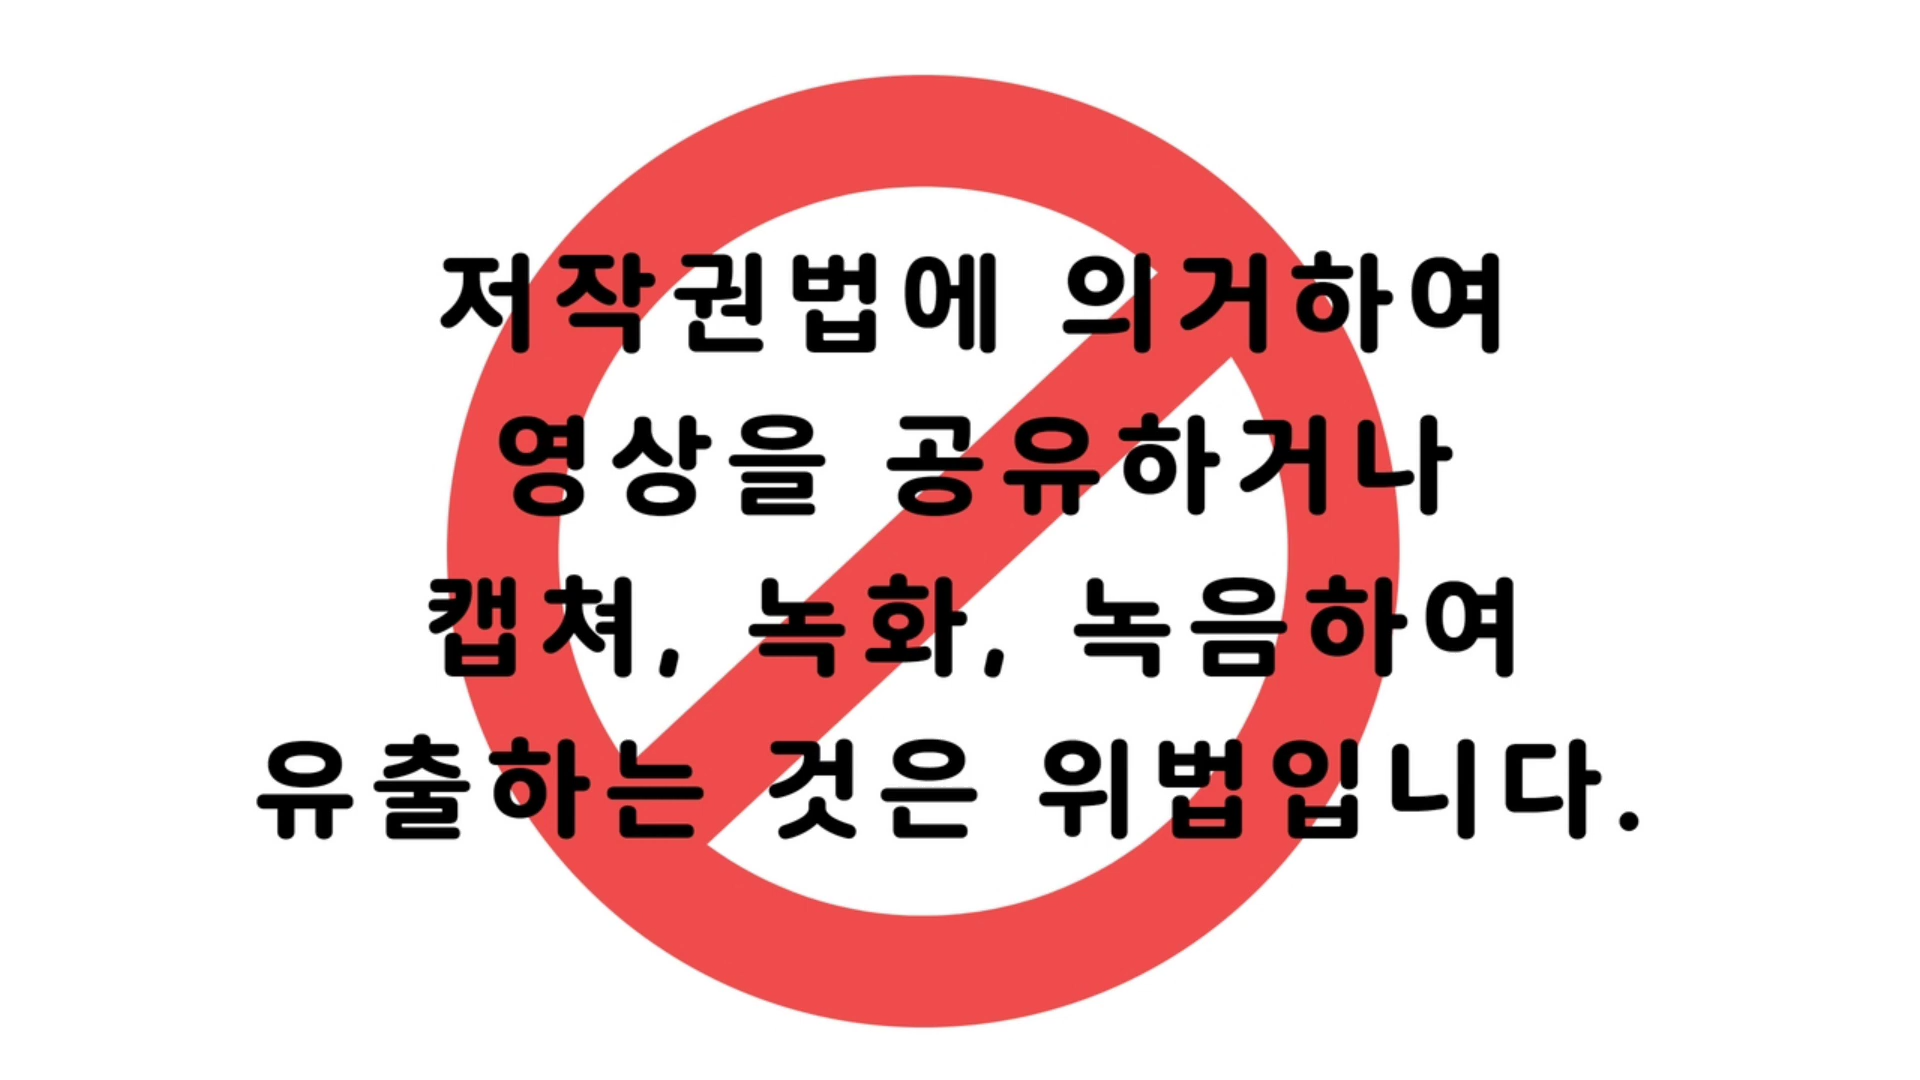 저작권법에 의거하여
영상을 공유하거나
캡쳐, 녹화, 녹음하여
유출하는 것은 위법입니다.